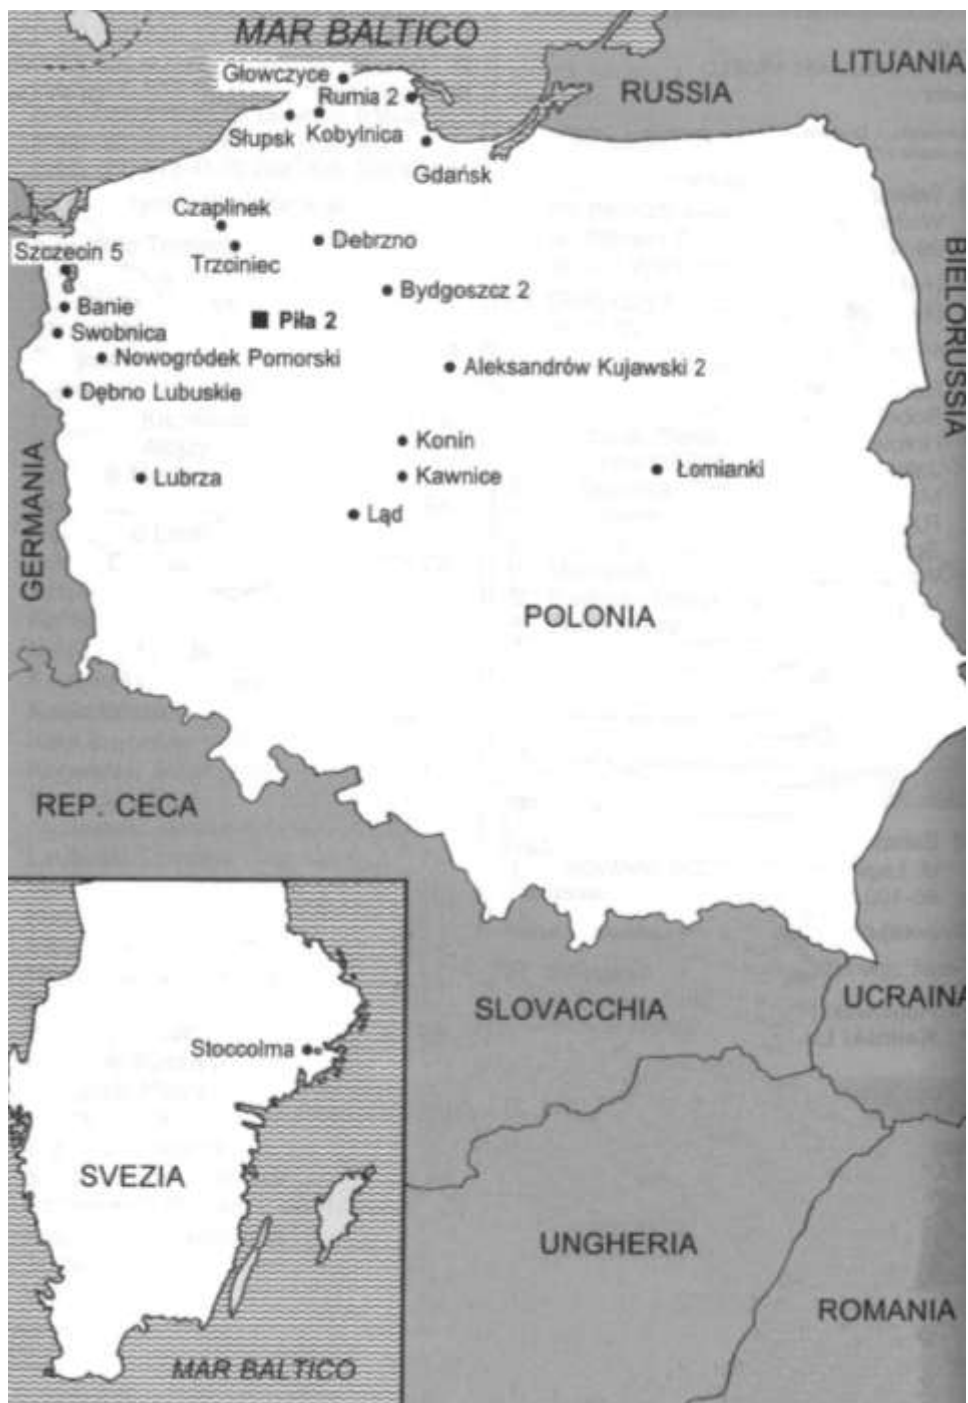 MAR BALTICO
LITUANIA
RUSSIA
Głowczyce
Rumia 2
Słupsk
Kobylnica
Gdańsk
Czaplinek
Trzciniec
Debrzno
Szczecin 5
Bydgoszcz 2
Banie
Piła 2
Swobnica
Nowogródek Pomorski
Aleksandrów Kujawski 2
Dębno Lubuskie
BIELORUSSIA
Konin
Łomianki
Lubrza
Kawnice
Ląd
GERMANIA
POLONIA
REP. CECA
SLOVACCHIA
UCRAINA
Stoccolma
SVEZIA
UNGHERIA
ROMANIA
MAR BALTICO